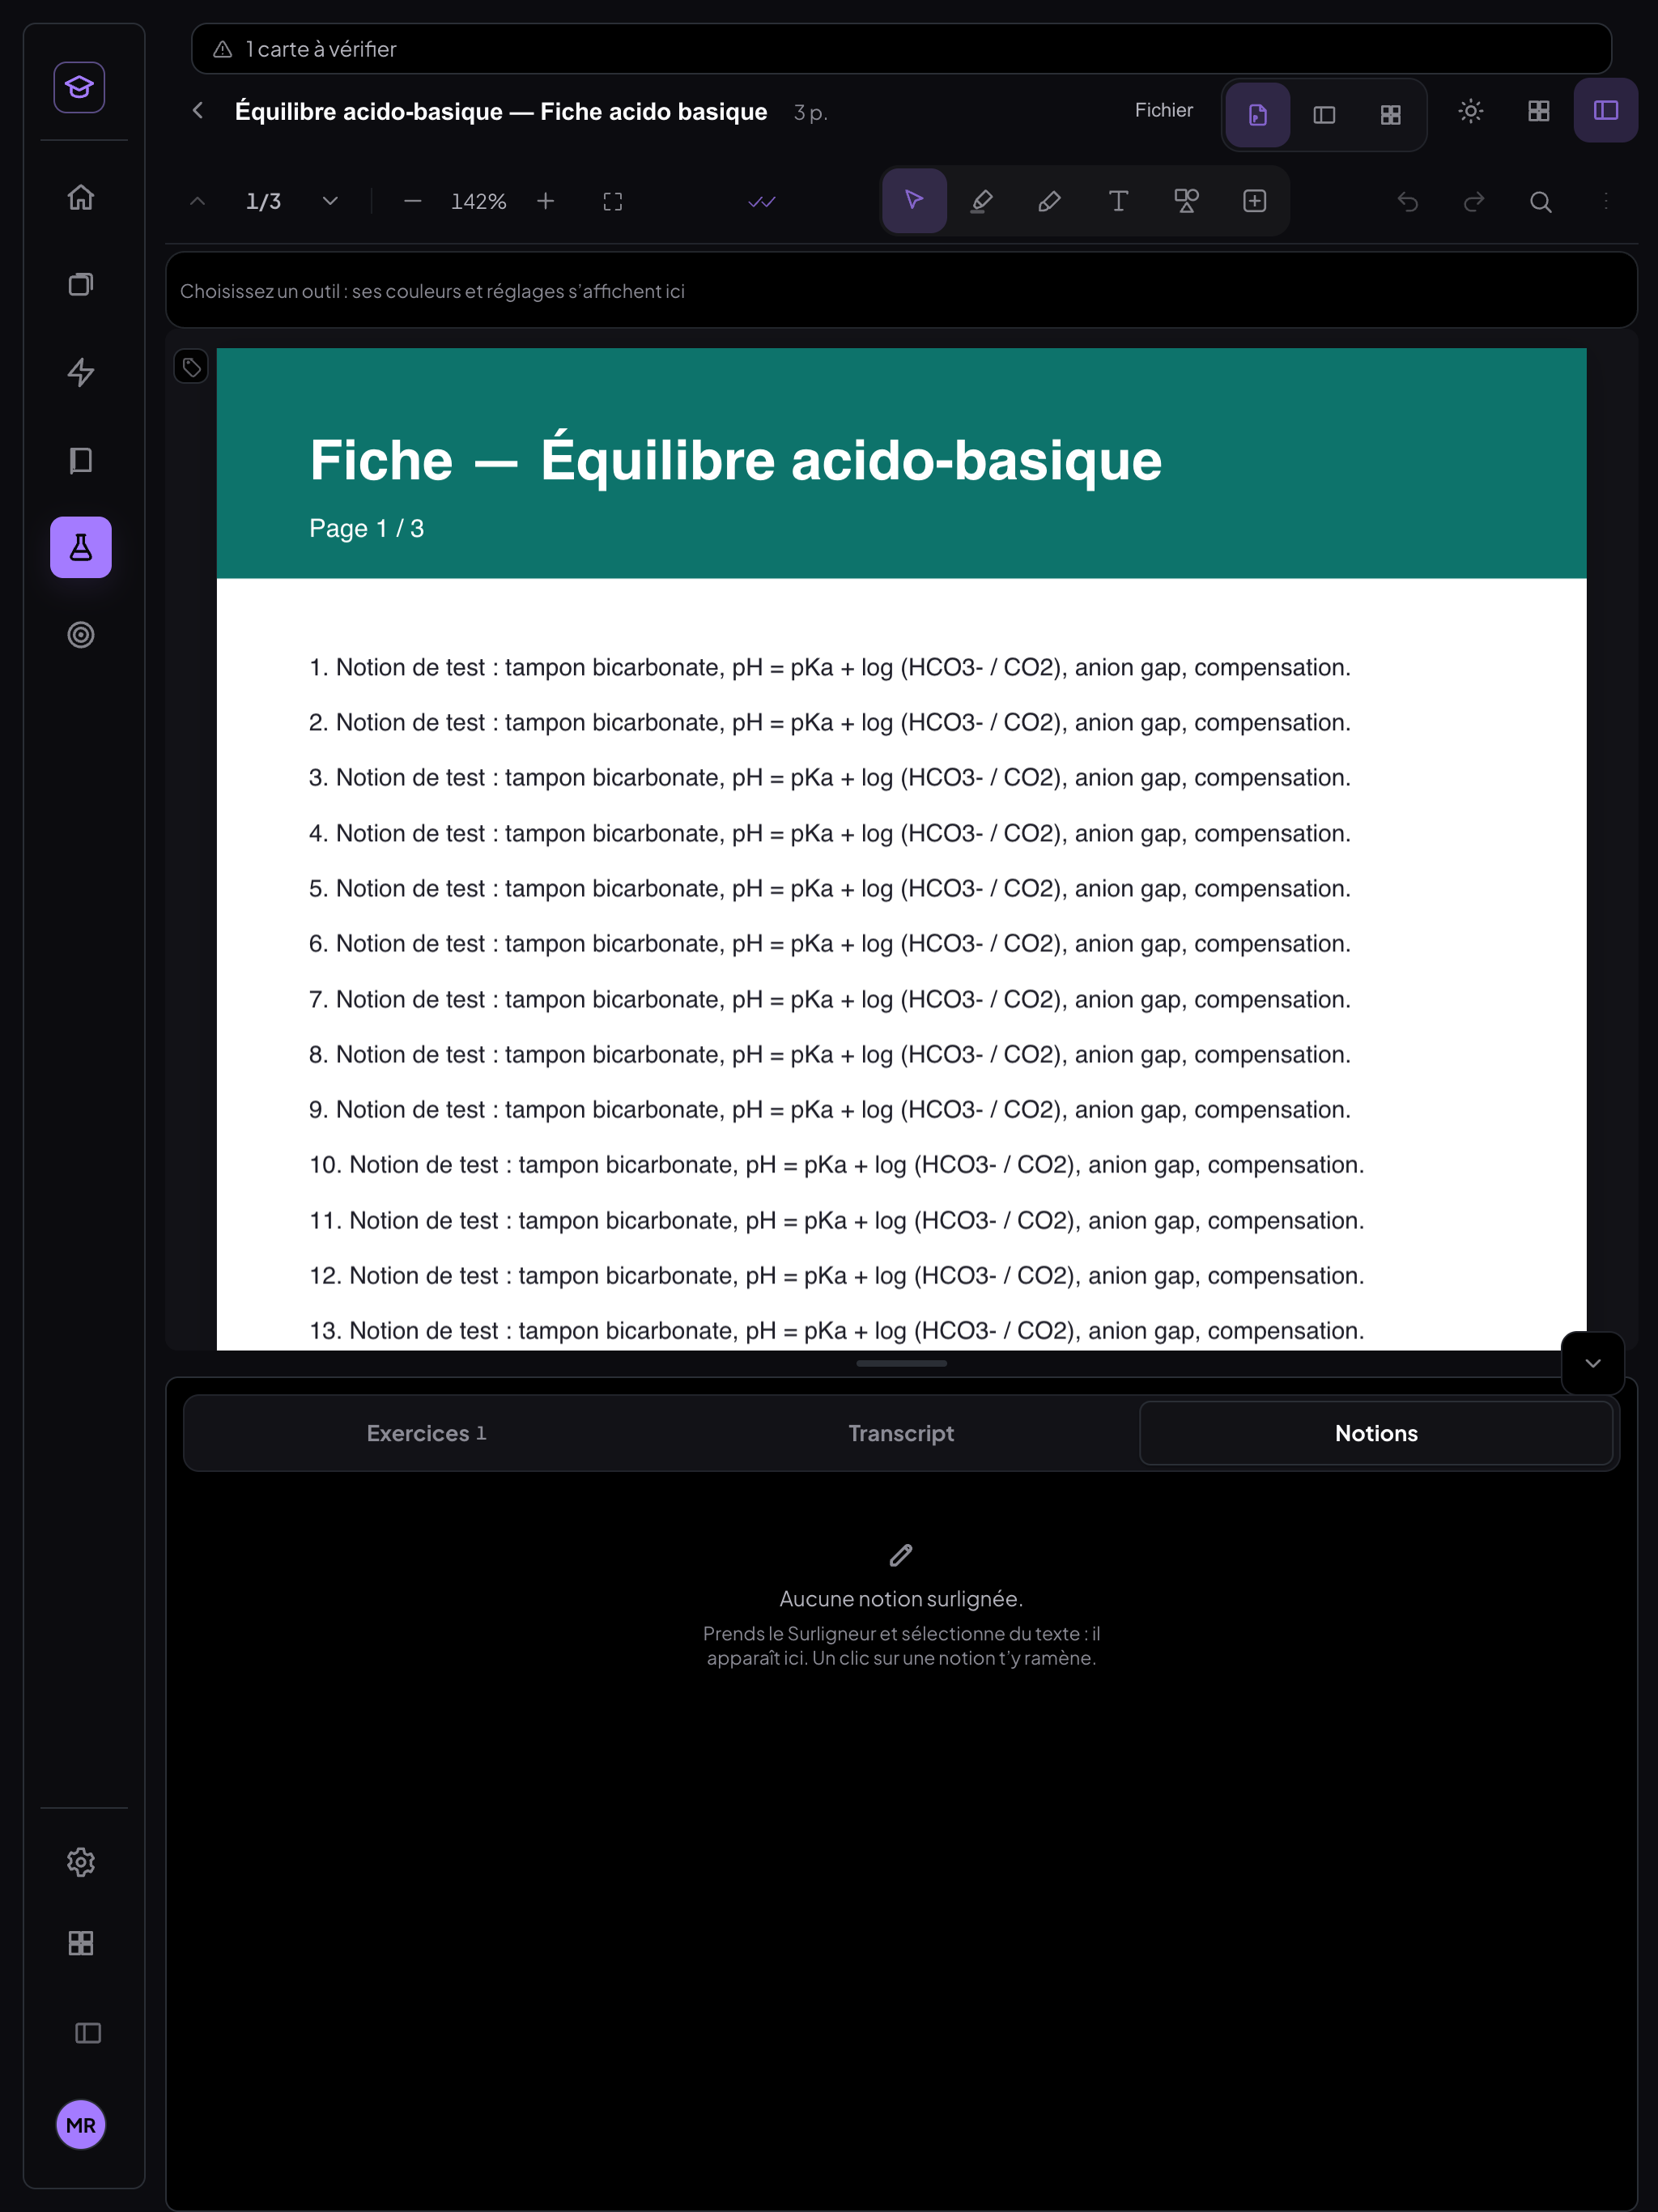 1 carte à vérifier
Équilibre acido-basique — Fiche acido basique 3 p.
Fichier
1/3
142%
Choisissez un outil : ses couleurs et réglages s’affichent ici
Fiche — Équilibre acido-basique
Page 1 / 3
1. Notion de test : tampon bicarbonate, pH = pKa + log (HCO3- / CO2), anion gap, compensation.
2. Notion de test : tampon bicarbonate, pH = pKa + log (HCO3- / CO2), anion gap, compensation.
3. Notion de test : tampon bicarbonate, pH = pKa + log (HCO3- / CO2), anion gap, compensation.
4. Notion de test : tampon bicarbonate, pH = pKa + log (HCO3- / CO2), anion gap, compensation.
5. Notion de test : tampon bicarbonate, pH = pKa + log (HCO3- / CO2), anion gap, compensation.
6. Notion de test : tampon bicarbonate, pH = pKa + log (HCO3- / CO2), anion gap, compensation.
7. Notion de test : tampon bicarbonate, pH = pKa + log (HCO3- / CO2), anion gap, compensation.
8. Notion de test : tampon bicarbonate, pH = pKa + log (HCO3- / CO2), anion gap, compensation.
9. Notion de test : tampon bicarbonate, pH = pKa + log (HCO3- / CO2), anion gap, compensation.
10. Notion de test : tampon bicarbonate, pH = pKa + log (HCO3- / CO2), anion gap, compensation.
11. Notion de test : tampon bicarbonate, pH = pKa + log (HCO3- / CO2), anion gap, compensation.
12. Notion de test : tampon bicarbonate, pH = pKa + log (HCO3- / CO2), anion gap, compensation.
13. Notion de test : tampon bicarbonate, pH = pKa + log (HCO3- / CO2), anion gap, compensation.
Exercices 1
Transcript
Notions
Aucune notion surlignée.
Prends le Surligneur et sélectionne du texte : il
apparaît ici. Un clic sur une notion t’y ramène.
MR